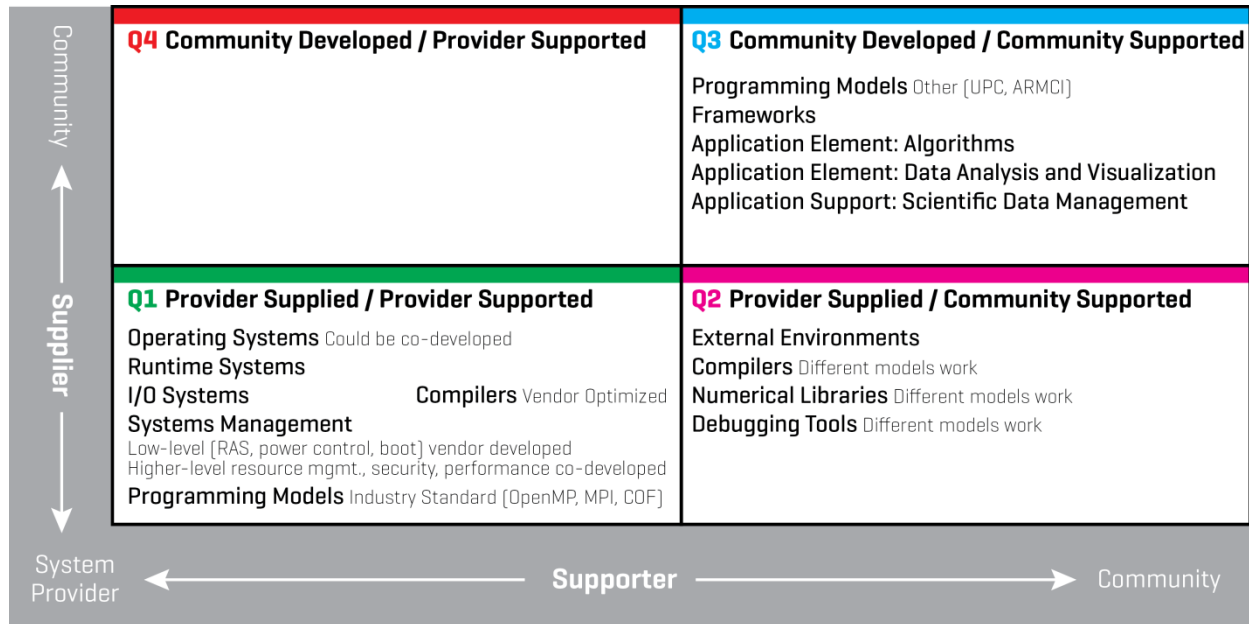 Community
Supplier
Q4 Community Developed / Provider Supported
Q3 Community Developed / Community Supported
Programming Models Other (UPC, ARMCI)
Frameworks
Application Element: Algorithms
Application Element: Data Analysis and Visualization
Application Support: Scientific Data Management
Q1 Provider Supplied / Provider Supported
Operating Systems Could be co-developed
Runtime Systems
I/O Systems
Compilers Vendor Optimized
Systems Management
Low-level (RAS, power control, boot) vendor developed
Higher-level resource mgmt., security, performance co-developed
Programming Models Industry Standard (OpenMP, MPI, COF)
Q2 Provider Supplied / Community Supported
External Environments
Compilers Different models work
Numerical Libraries Different models work
Debugging Tools Different models work
System
Provider
Supporter
Community